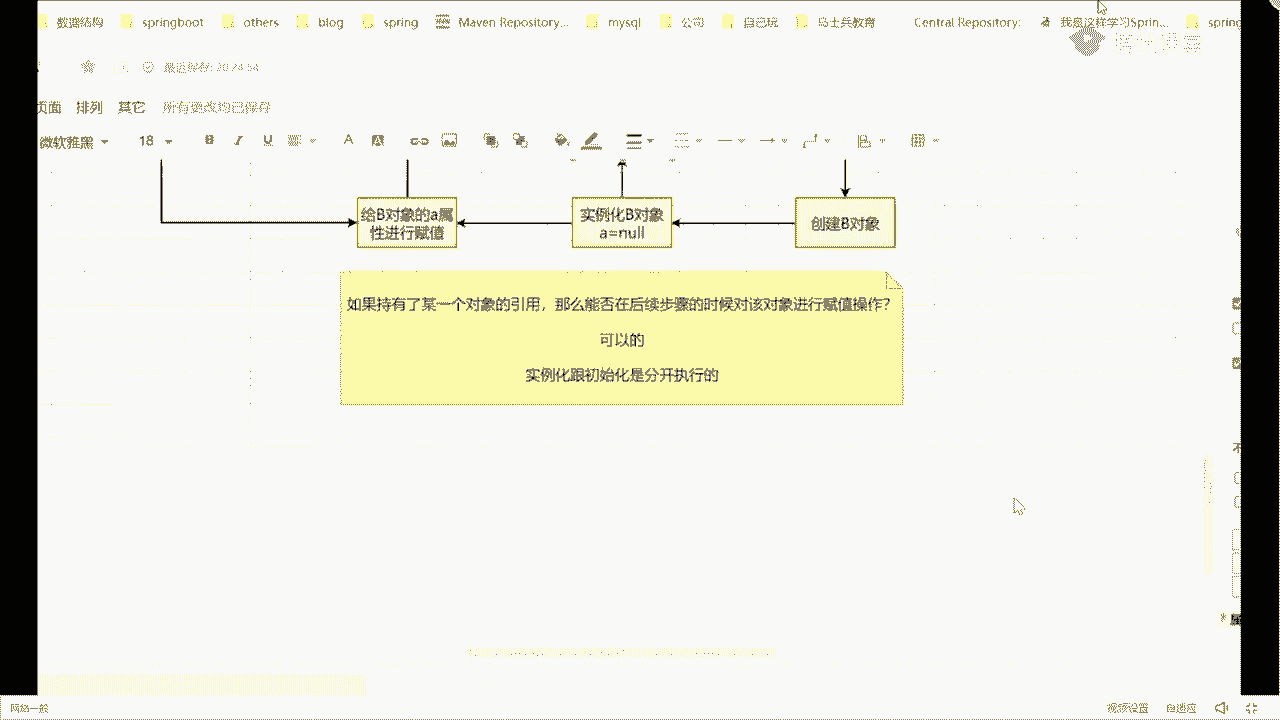 数据结构 springboot others blog spring Maven Repository... mysql 公司 自己玩 马士兵教育 Central Repository: 我是这样学习Sprin... spring
页面 排列 其它 所有更改均已保存
微软雅黑 18 B I U A A
给B对象的a属
性进行赋值
实例化B对象
a=null
创建B对象
如果持有了某一个对象的引用，那么能否在后续步骤的时候对该对象进行赋值操作？
可以的
实例化跟初始化是分开执行的
网络一般 视频设置 自适应